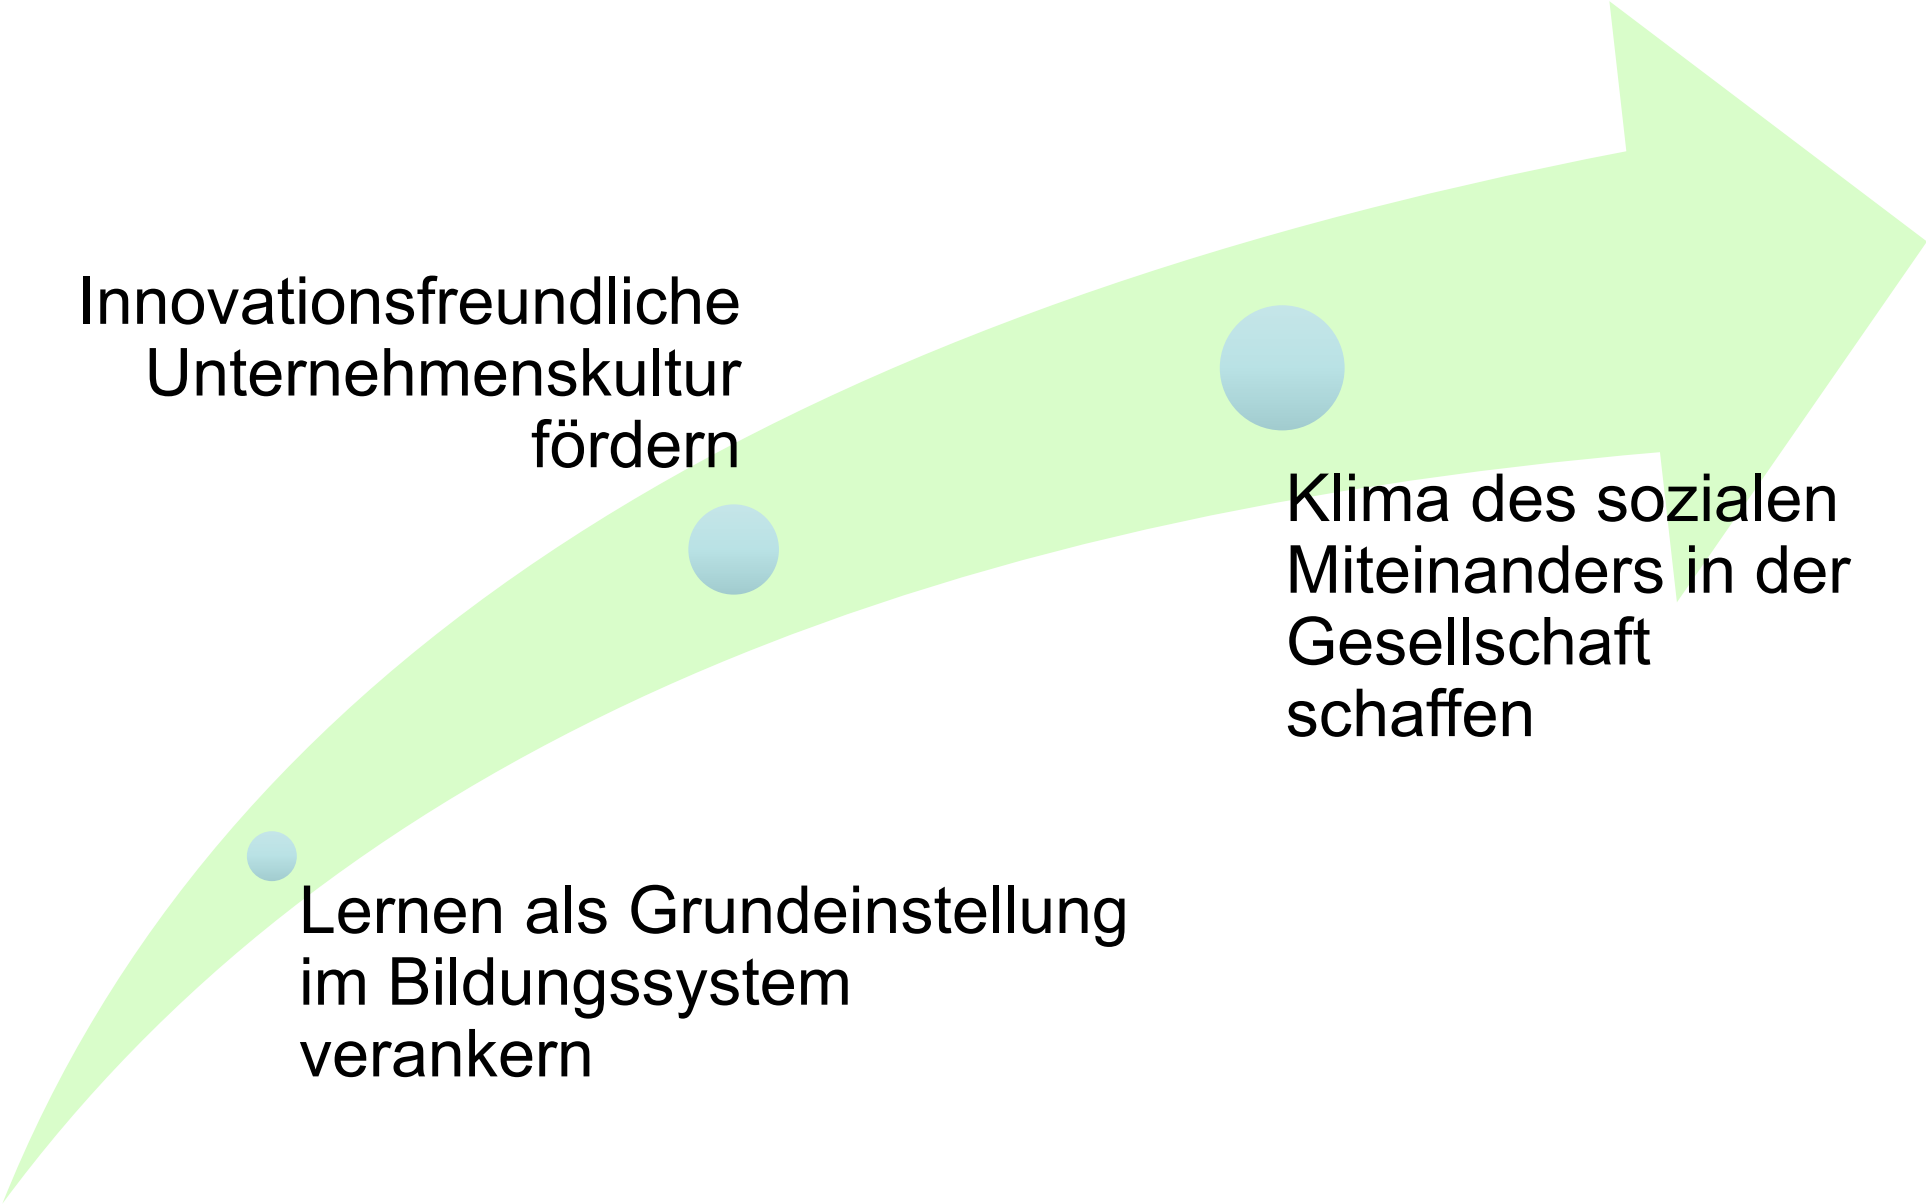 Innovationsfreundliche
Unternehmenskultur
fördern
Klima des sozialen
Miteinanders in der
Gesellschaft
schaffen
Lernen als Grundeinstellung
im Bildungssystem
verankern